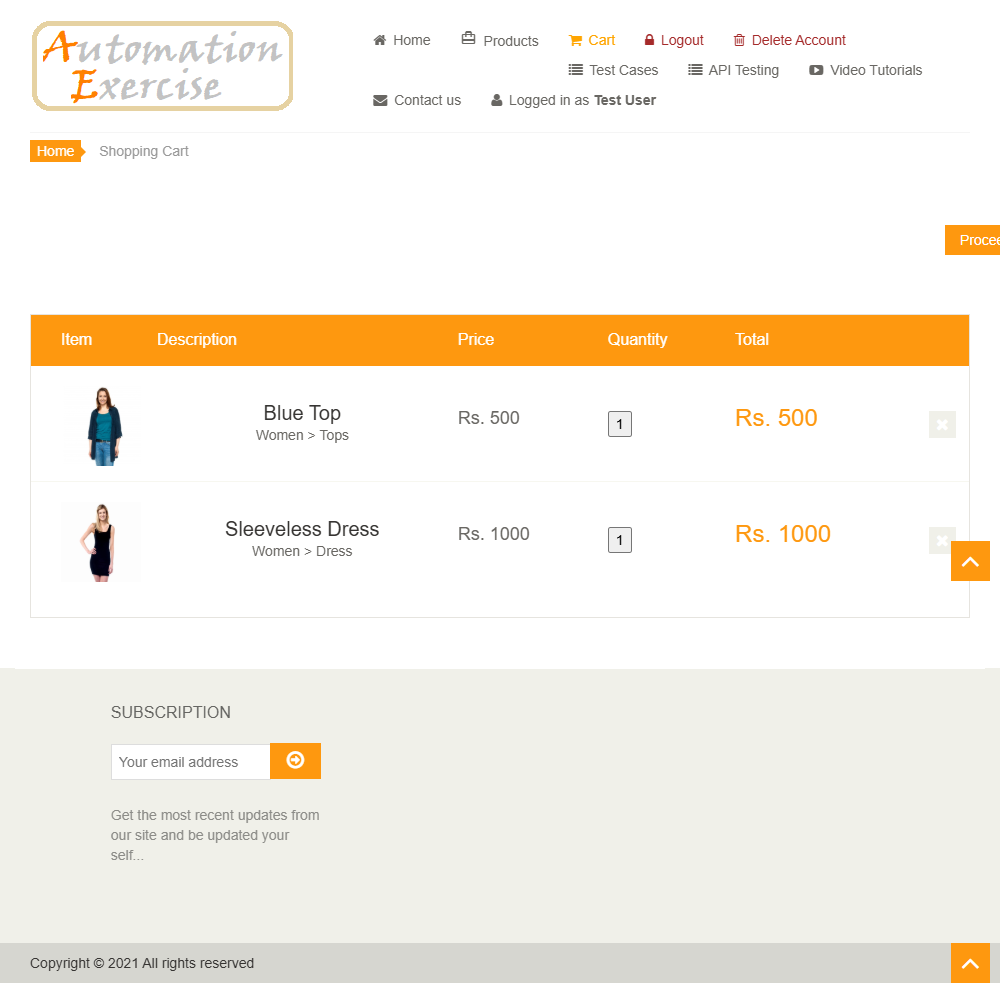 Automation
Exercise
Home Products Cart Logout Delete Account
Test Cases API Testing Video Tutorials
Contact us Logged in as Test User
Home Shopping Cart
Procee
Item Description Price Quantity Total
Blue Top
Women > Tops
Rs. 500 1 Rs. 500
Sleeveless Dress
Women > Dress
Rs. 1000 1 Rs. 1000
SUBSCRIPTION
Your email address
Get the most recent updates from
our site and be updated your
self...
Copyright © 2021 All rights reserved